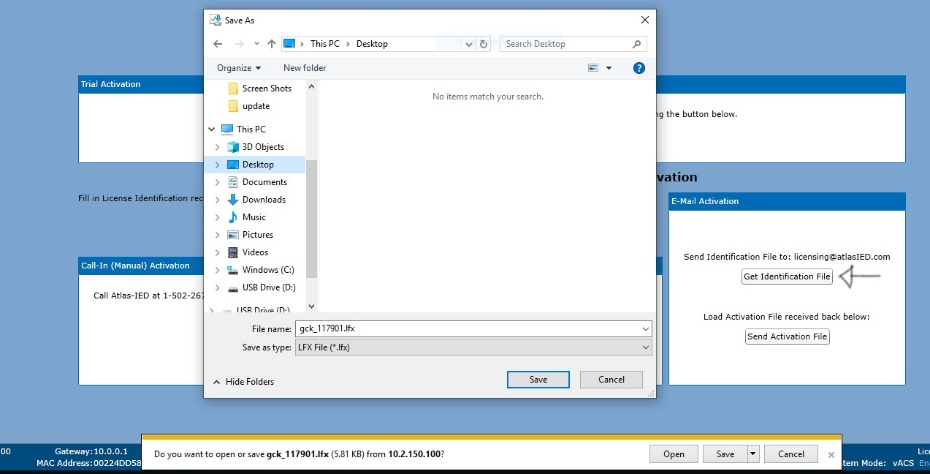 Save As
This PC > Desktop
Search Desktop
Organize
New folder
Screen Shots
update
This PC
3D Objects
Desktop
Documents
Downloads
Music
Pictures
Videos
Windows (C:)
USB Drive (D:)
USB Drive (D:)
No items match your search.
File name: gck_117901.lfx
Save as type: LFX File (*.lfx)
Hide Folders
Save
Cancel
Trial Activation
ng the button below.
vation
Fill in License Identification rec
Call-In (Manual) Activation
Call Atlas-IED at 1-502-267
E-Mail Activation
Send Identification File to: licensing@atlasIED.com
Get Identification File
Load Activation File received back below:
Send Activation File
00 Gateway:10.0.0.1
MAC Address:00224DD58
Do you want to open or save gck_117901.lfx (5.81 KB) from 10.2.150.100?
Open
Save
Cancel
Lice
tem Mode: vACS En